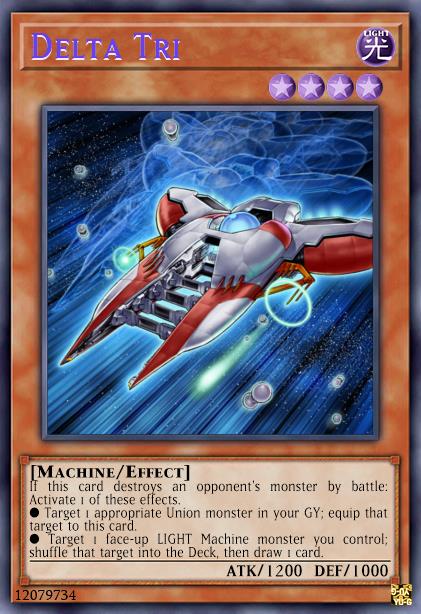 DELTA TRI
LIGHT
光
[MACHINE/EFFECT]
If this card destroys an opponent's monster by battle:
Activate 1 of these effects.
● Target 1 appropriate Union monster in your GY; equip that
target to this card.
● Target 1 face-up LIGHT Machine monster you control;
shuffle that target into the Deck, then draw 1 card.
ATK/1200 DEF/1000
12079734